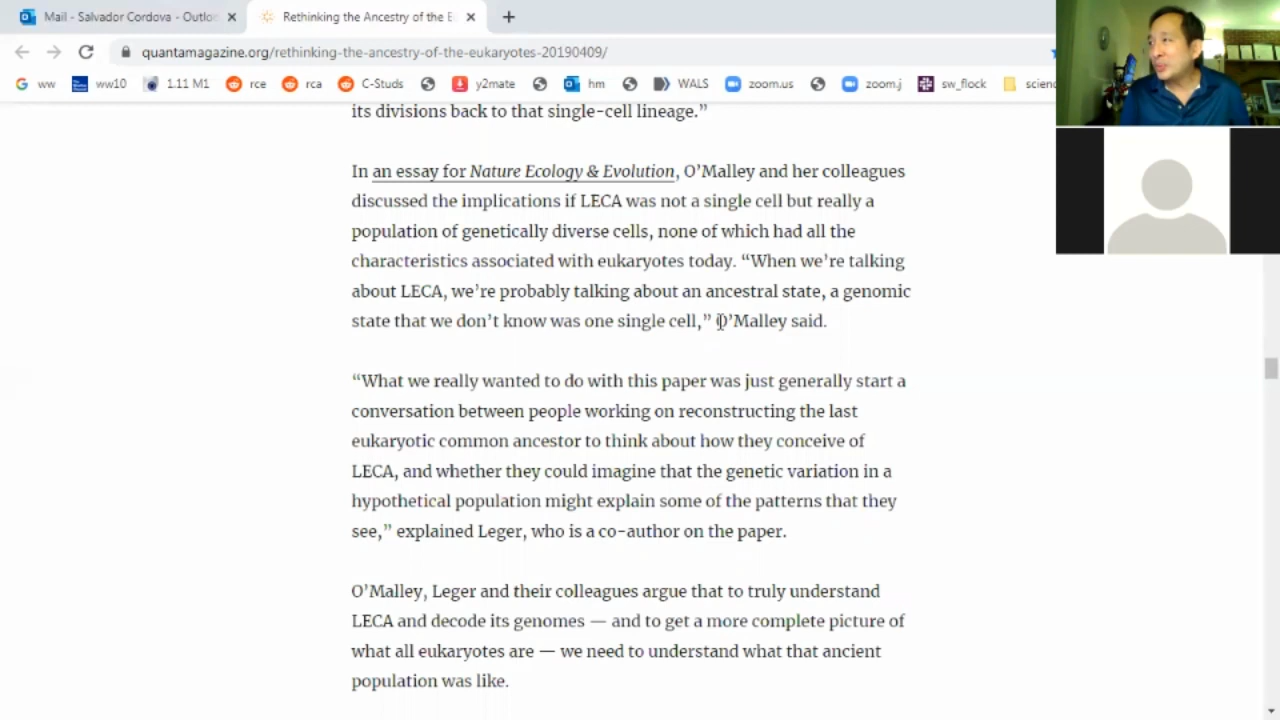 Mail - Salvador Cordova - Outlo
Rethinking the Ancestry of the E
quantamagazine.org/rethinking-the-ancestry-of-the-eukaryotes-20190409/
ww
ww10
1.11 M1
rce
rca
C-Studs
y2mate
hm
WALS
zoom.us
zoom.j
sw_flock
scienc
its divisions back to that single-cell lineage.”
In an essay for Nature Ecology & Evolution, O’Malley and her colleagues
discussed the implications if LECA was not a single cell but really a
population of genetically diverse cells, none of which had all the
characteristics associated with eukaryotes today. “When we’re talking
about LECA, we’re probably talking about an ancestral state, a genomic
state that we don’t know was one single cell,” O’Malley said.
“What we really wanted to do with this paper was just generally start a
conversation between people working on reconstructing the last
eukaryotic common ancestor to think about how they conceive of
LECA, and whether they could imagine that the genetic variation in a
hypothetical population might explain some of the patterns that they
see,” explained Leger, who is a co-author on the paper.
O’Malley, Leger and their colleagues argue that to truly understand
LECA and decode its genomes — and to get a more complete picture of
what all eukaryotes are — we need to understand what that ancient
population was like.